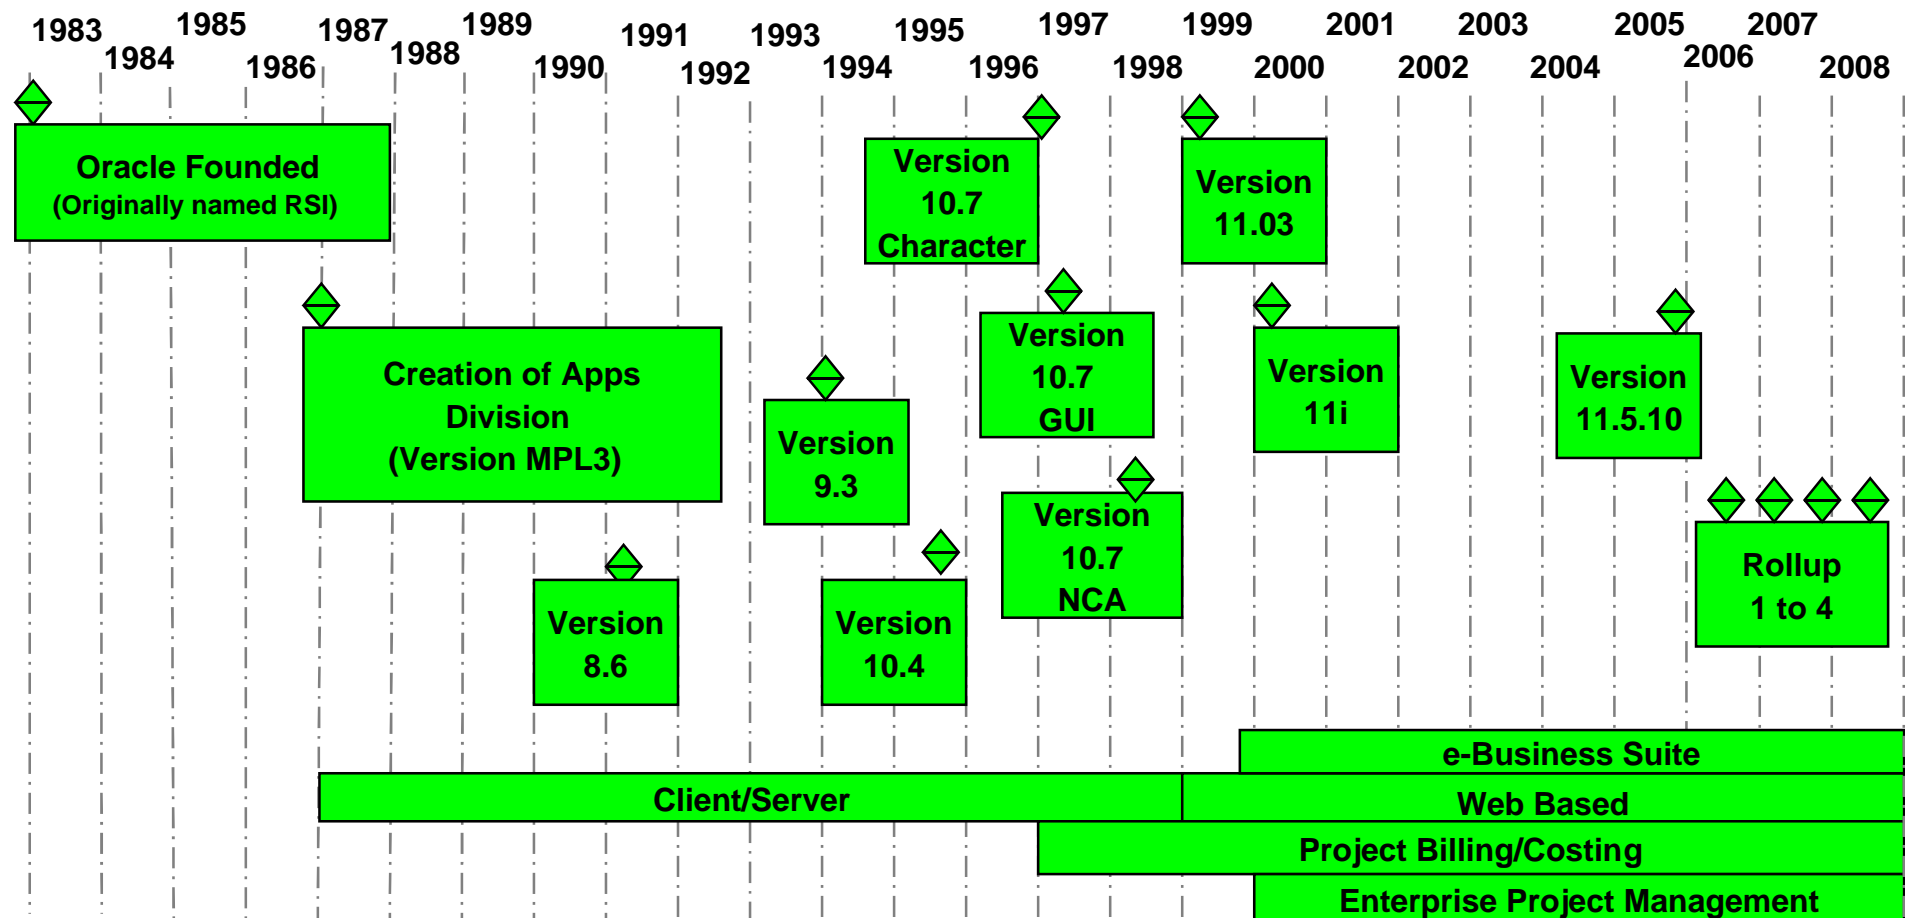 1983 1985 1987 1989 1991 1993 1995 1997 1999 2001 2003 2005 2007
1984 1986 1988 1990 1992 1994 1996 1998 2000 2002 2004 2006 2008
Oracle Founded
(Originally named RSI)
Version
10.7
Character
Version
11.03
Creation of Apps
Division
(Version MPL3)
Version
10.7
GUI
Version
11i
Version
11.5.10
Version
9.3
Version
10.7
NCA
Rollup
1 to 4
Version
8.6
Version
10.4
e-Business Suite
Client/Server
Web Based
Project Billing/Costing
Enterprise Project Management